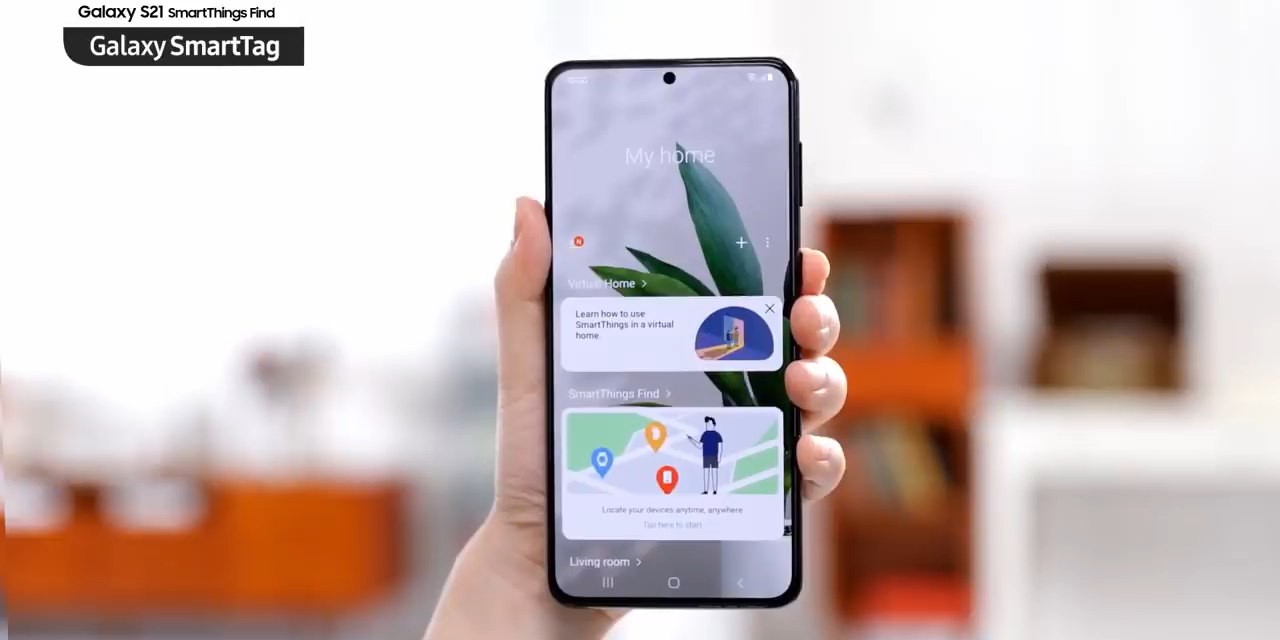 Galaxy S21 SmartThings Find
Galaxy SmartTag
My home
N
Virtual Home >
Learn how to use
SmartThings in a virtual
home.
SmartThings Find >
Locate your devices anytime, anywhere
Tap here to start
Living room >